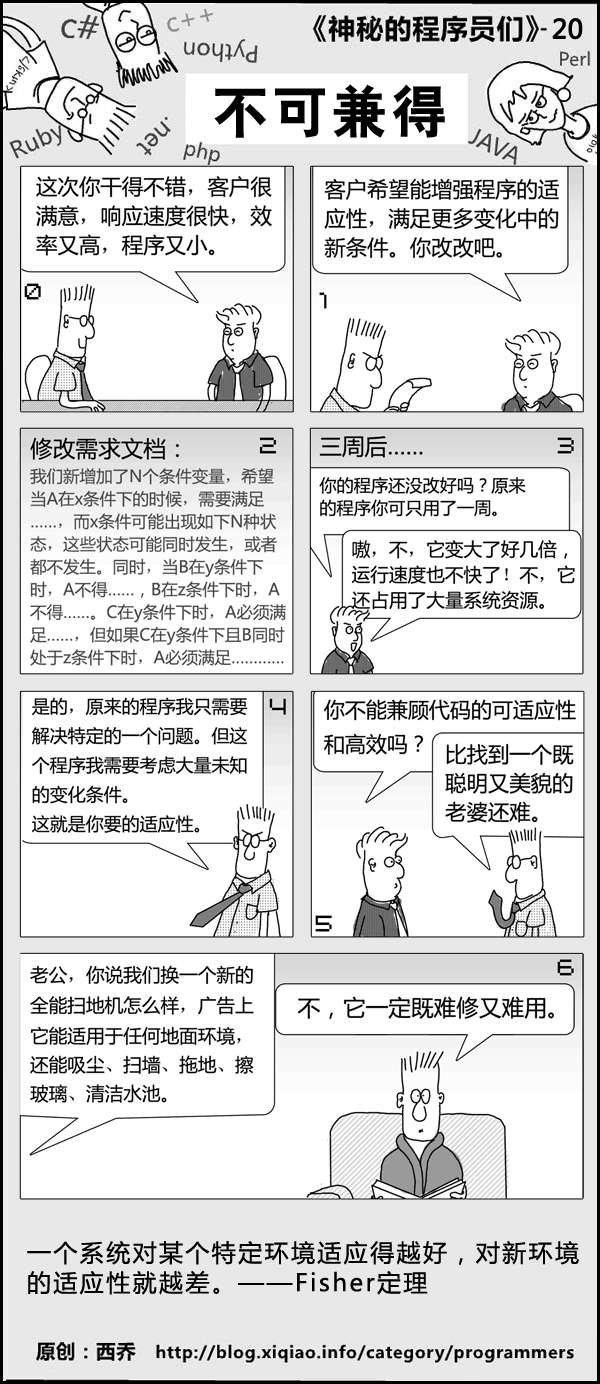 C#
C++
Python
《神秘的程序员们》- 20
Perl
Ruby
.net
php
不可兼得
JAVA
这次你干得不错，客户很
满意，响应速度很快，效
率又高，程序又小。
0
客户希望能增强程序的适
应性，满足更多变化中的
新条件。你改改吧。
1
修改需求文档：
2
我们新增加了N个条件变量，希望
当A在x条件下的时候，需要满足
……，而x条件可能出现如下N种状
态，这些状态可能同时发生，或者
都不发生。同时，当B在y条件下
时，A不得……，B在z条件下时，A
不得……。C在y条件下时，A必须满
足……，但如果C在y条件下且B同时
处于z条件下时，A必须满足…………
三周后……
3
你的程序还没改好吗？原来
的程序你可只用了一周。
嗷，不，它变大了好几倍，
运行速度也不快了！不，它
还占用了大量系统资源。
是的，原来的程序我只需要
解决特定的一个问题。但这
个程序我需要考虑大量未知
的变化条件。
这就是你要的适应性。
4
你不能兼顾代码的可适应性
和高效吗？
比找到一个既
聪明又美貌的
老婆还难。
5
老公，你说我们换一个新的
全能扫地机怎么样，广告上
它能适用于任何地面环境，
还能吸尘、扫墙、拖地、擦
玻璃、清洁水池。
6
不，它一定既难修又难用。
一个系统对某个特定环境适应得越好，对新环境
的适应性就越差。——Fisher定理
原创：西乔 http://blog.xiqiao.info/category/programmers